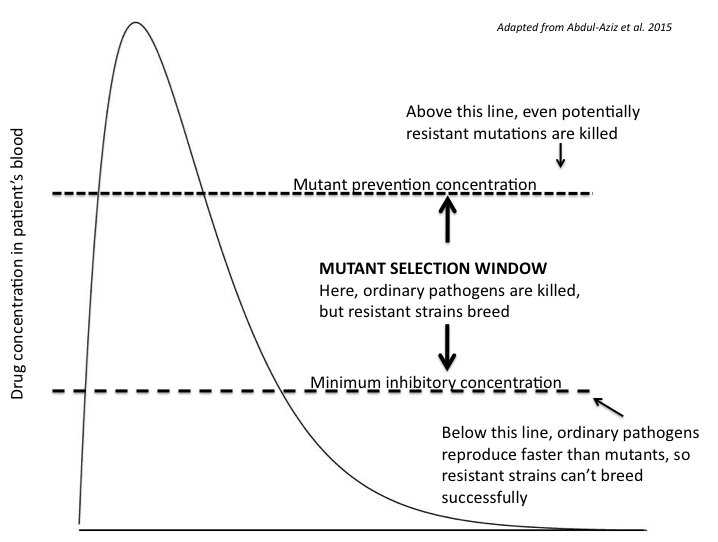 Adapted from Abdul-Aziz et al. 2015
Drug concentration in patient’s blood
Above this line, even potentially
resistant mutations are killed
Mutant prevention concentration
MUTANT SELECTION WINDOW
Here, ordinary pathogens are killed,
but resistant strains breed
Minimum inhibitory concentration
Below this line, ordinary pathogens
reproduce faster than mutants, so
resistant strains can’t breed
successfully